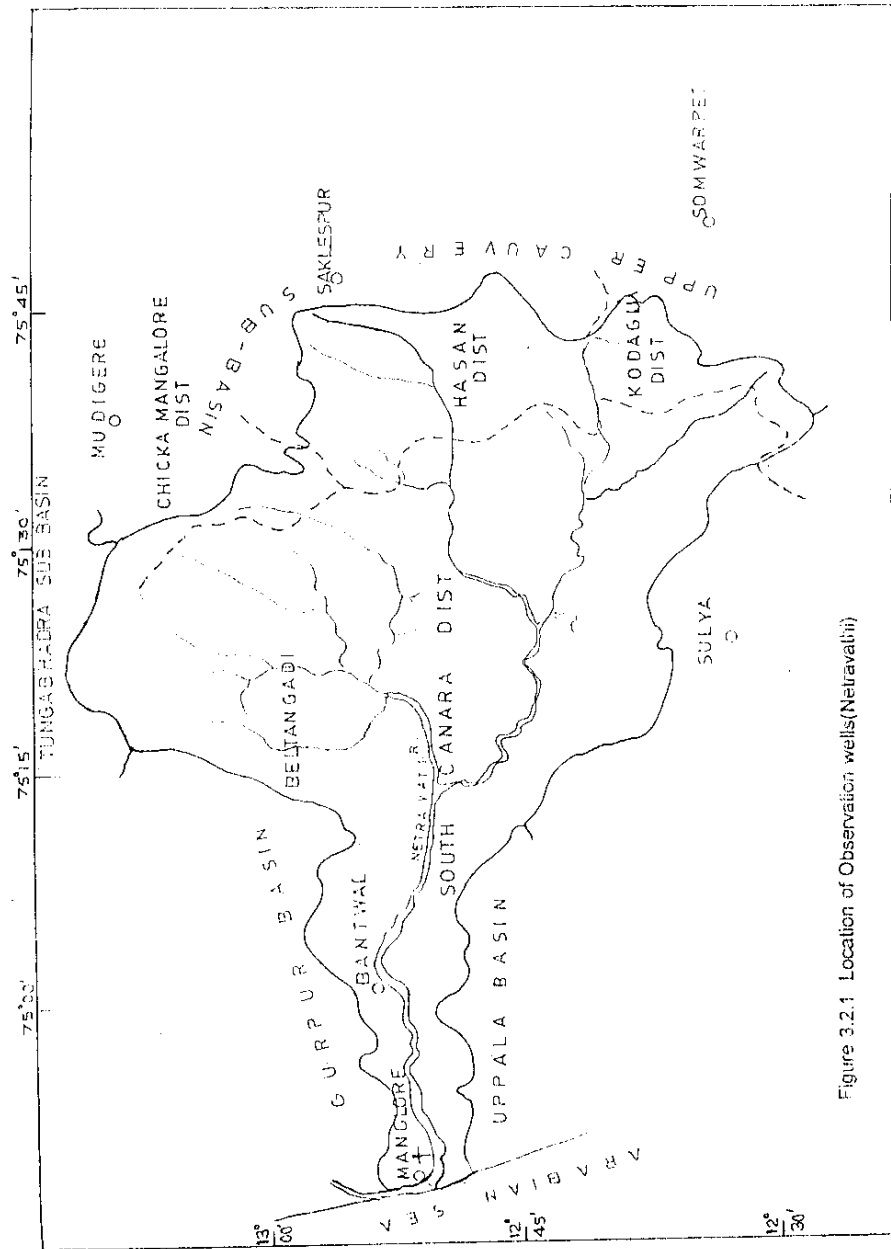 75° 00'
75° 15'
75° 30'
75° 45'
13° 00'
12° 45'
12° 30'
TUNGABHADRA SUB BASIN
MUDIGERE
CHICKA MANGALORE
DIST
SUB-BASIN
SAKLESPUR
UPPER CAUVERY
SOMWARPET
GURPUR BASIN
BELTANGADI
HASAN
DIST
KODAGU
DIST
BANTWAL
NETRAVATI R
SOUTH CANARA DIST
MANGLORE
UPPALA BASIN
SULYA
ARABIAN SEA
Figure 3.2.1 Location of Observation wells(Netravathi)